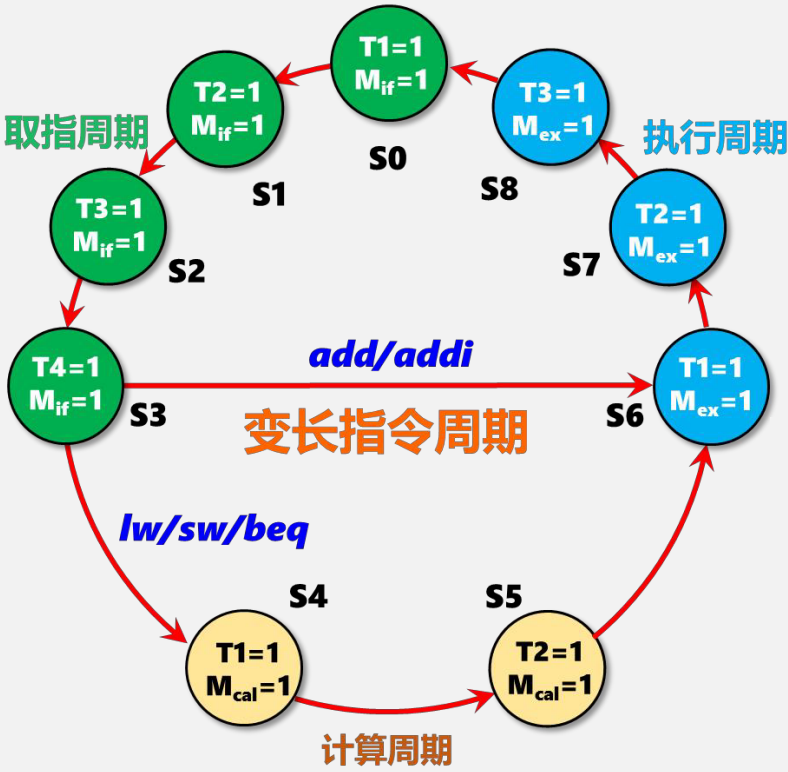 T1=1
Mif=1
S0
T2=1
Mif=1
S1
取指周期
T3=1
Mif=1
S2
T3=1
Mex=1
S8
执行周期
T2=1
Mex=1
S7
T4=1
Mif=1
S3
add/addi
变长指令周期
T1=1
Mex=1
S6
lw/sw/beq
S4
T1=1
Mcal=1
S5
T2=1
Mcal=1
计算周期